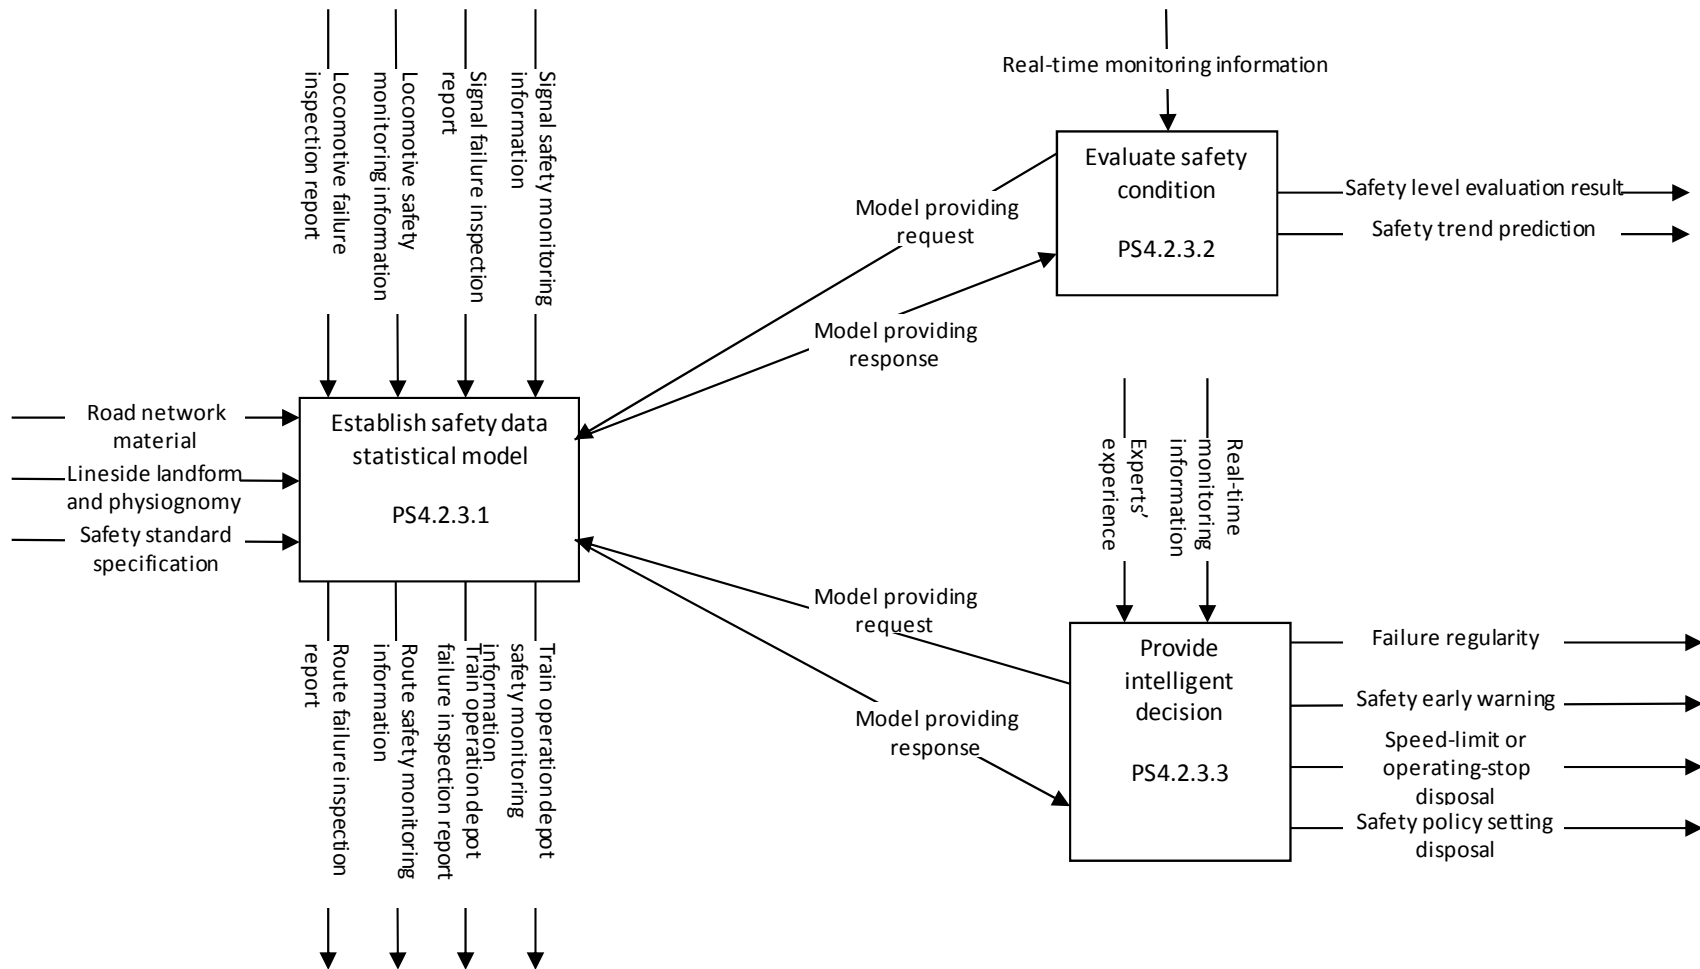 Locomotive failure
inspection report
Locomotive safety
monitoring information
Signal failure inspection
report
Signal safety monitoring
information
Real-time monitoring information
Evaluate safety
condition
PS4.2.3.2
Safety level evaluation result
Safety trend prediction
Model providing
request
Model providing
response
Road network
material
Lineside landform
and physiognomy
Safety standard
specification
Establish safety data
statistical model
PS4.2.3.1
Experts’
experience
Real-time
monitoring
information
Model providing
request
Model providing
response
Provide
intelligent
decision
PS4.2.3.3
Failure regularity
Safety early warning
Speed-limit or
operating-stop
disposal
Safety policy setting
disposal
Route failure inspection
report
Route safety monitoring
information
Train operation depot
failure inspection report
Train operation depot
safety monitoring
information